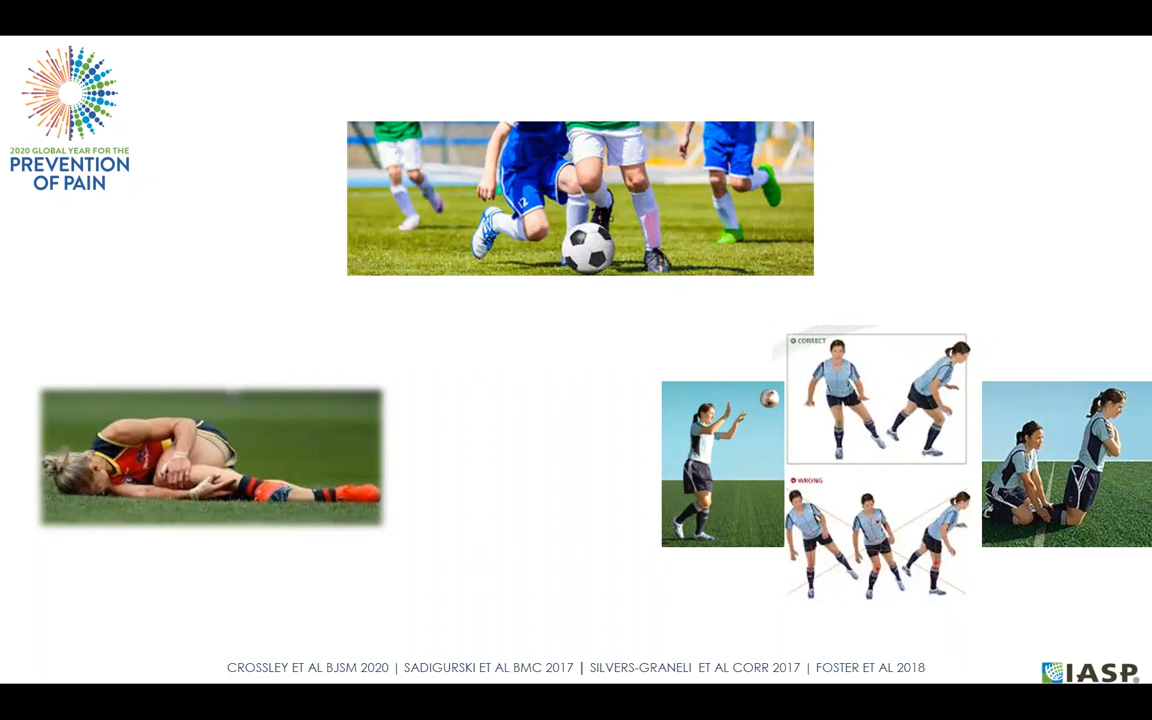 2020 GLOBAL YEAR FOR THE
PREVENTION
OF PAIN
12
CORRECT
WRONG
CROSSLEY ET AL BJSM 2020 | SADIGURSKI ET AL BMC 2017 | SILVERS-GRANELI ET AL CORR 2017 | FOSTER ET AL 2018
IASP®